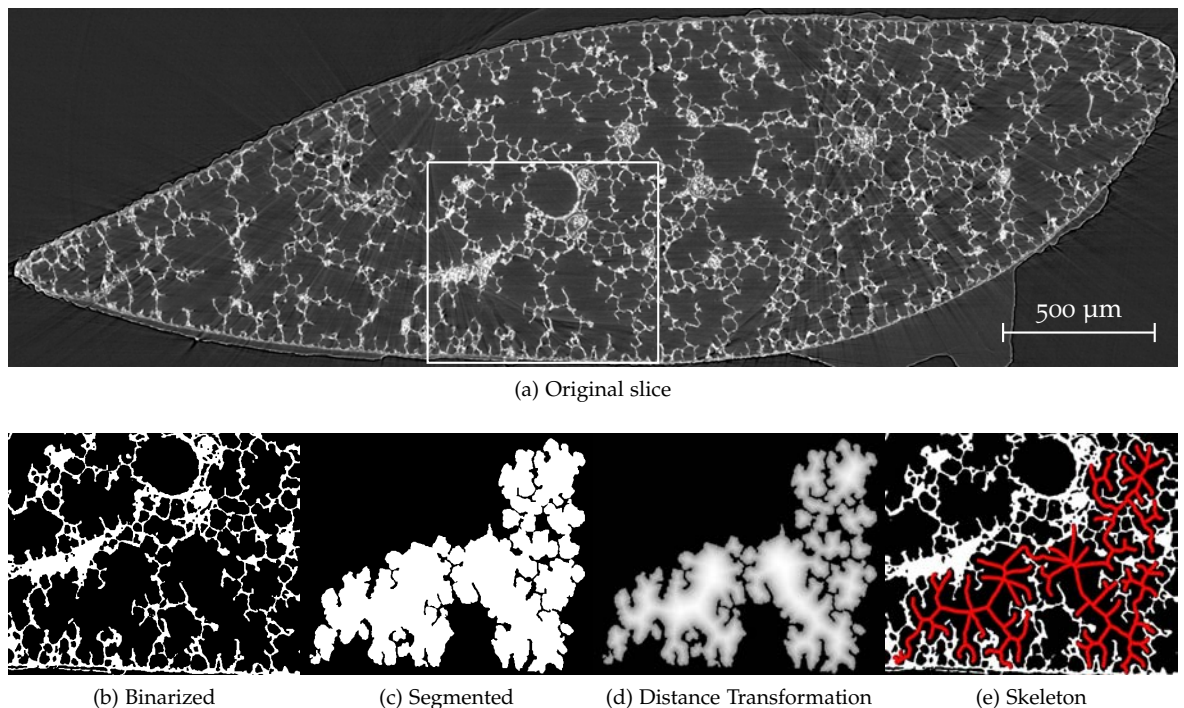 500 µm
(a) Original slice
(b) Binarized
(c) Segmented
(d) Distance Transformation
(e) Skeleton